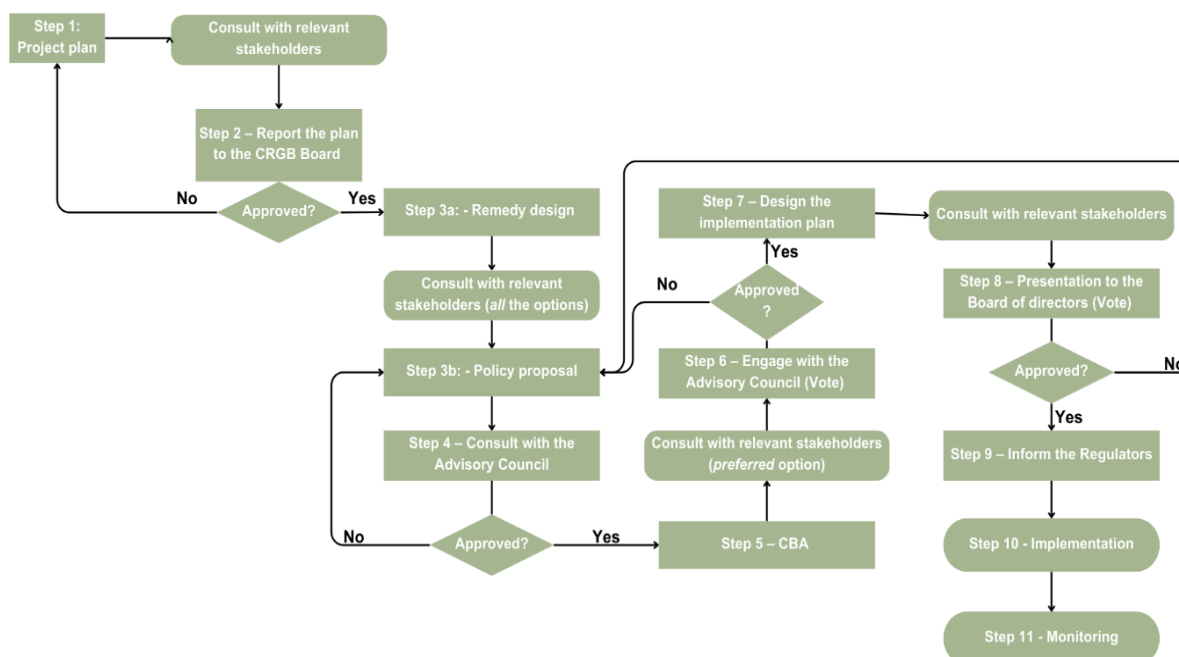 Step 1:
Project plan
Consult with relevant
stakeholders
Step 2 – Report the plan
to the CRGB Board
No
Approved?
Yes
Step 3a: - Remedy design
Consult with relevant
stakeholders (all the options)
Step 3b: - Policy proposal
Step 4 – Consult with the
Advisory Council
No
Approved?
Yes
Step 5 – CBA
Consult with relevant stakeholders
(preferred option)
Step 6 – Engage with the
Advisory Council (Vote)
No
Approved
?
Yes
Step 7 – Design the
implementation plan
Consult with relevant stakeholders
Step 8 – Presentation to the
Board of directors (Vote)
Approved?
No
Yes
Step 9 – Inform the Regulators
Step 10 - Implementation
Step 11 - Monitoring